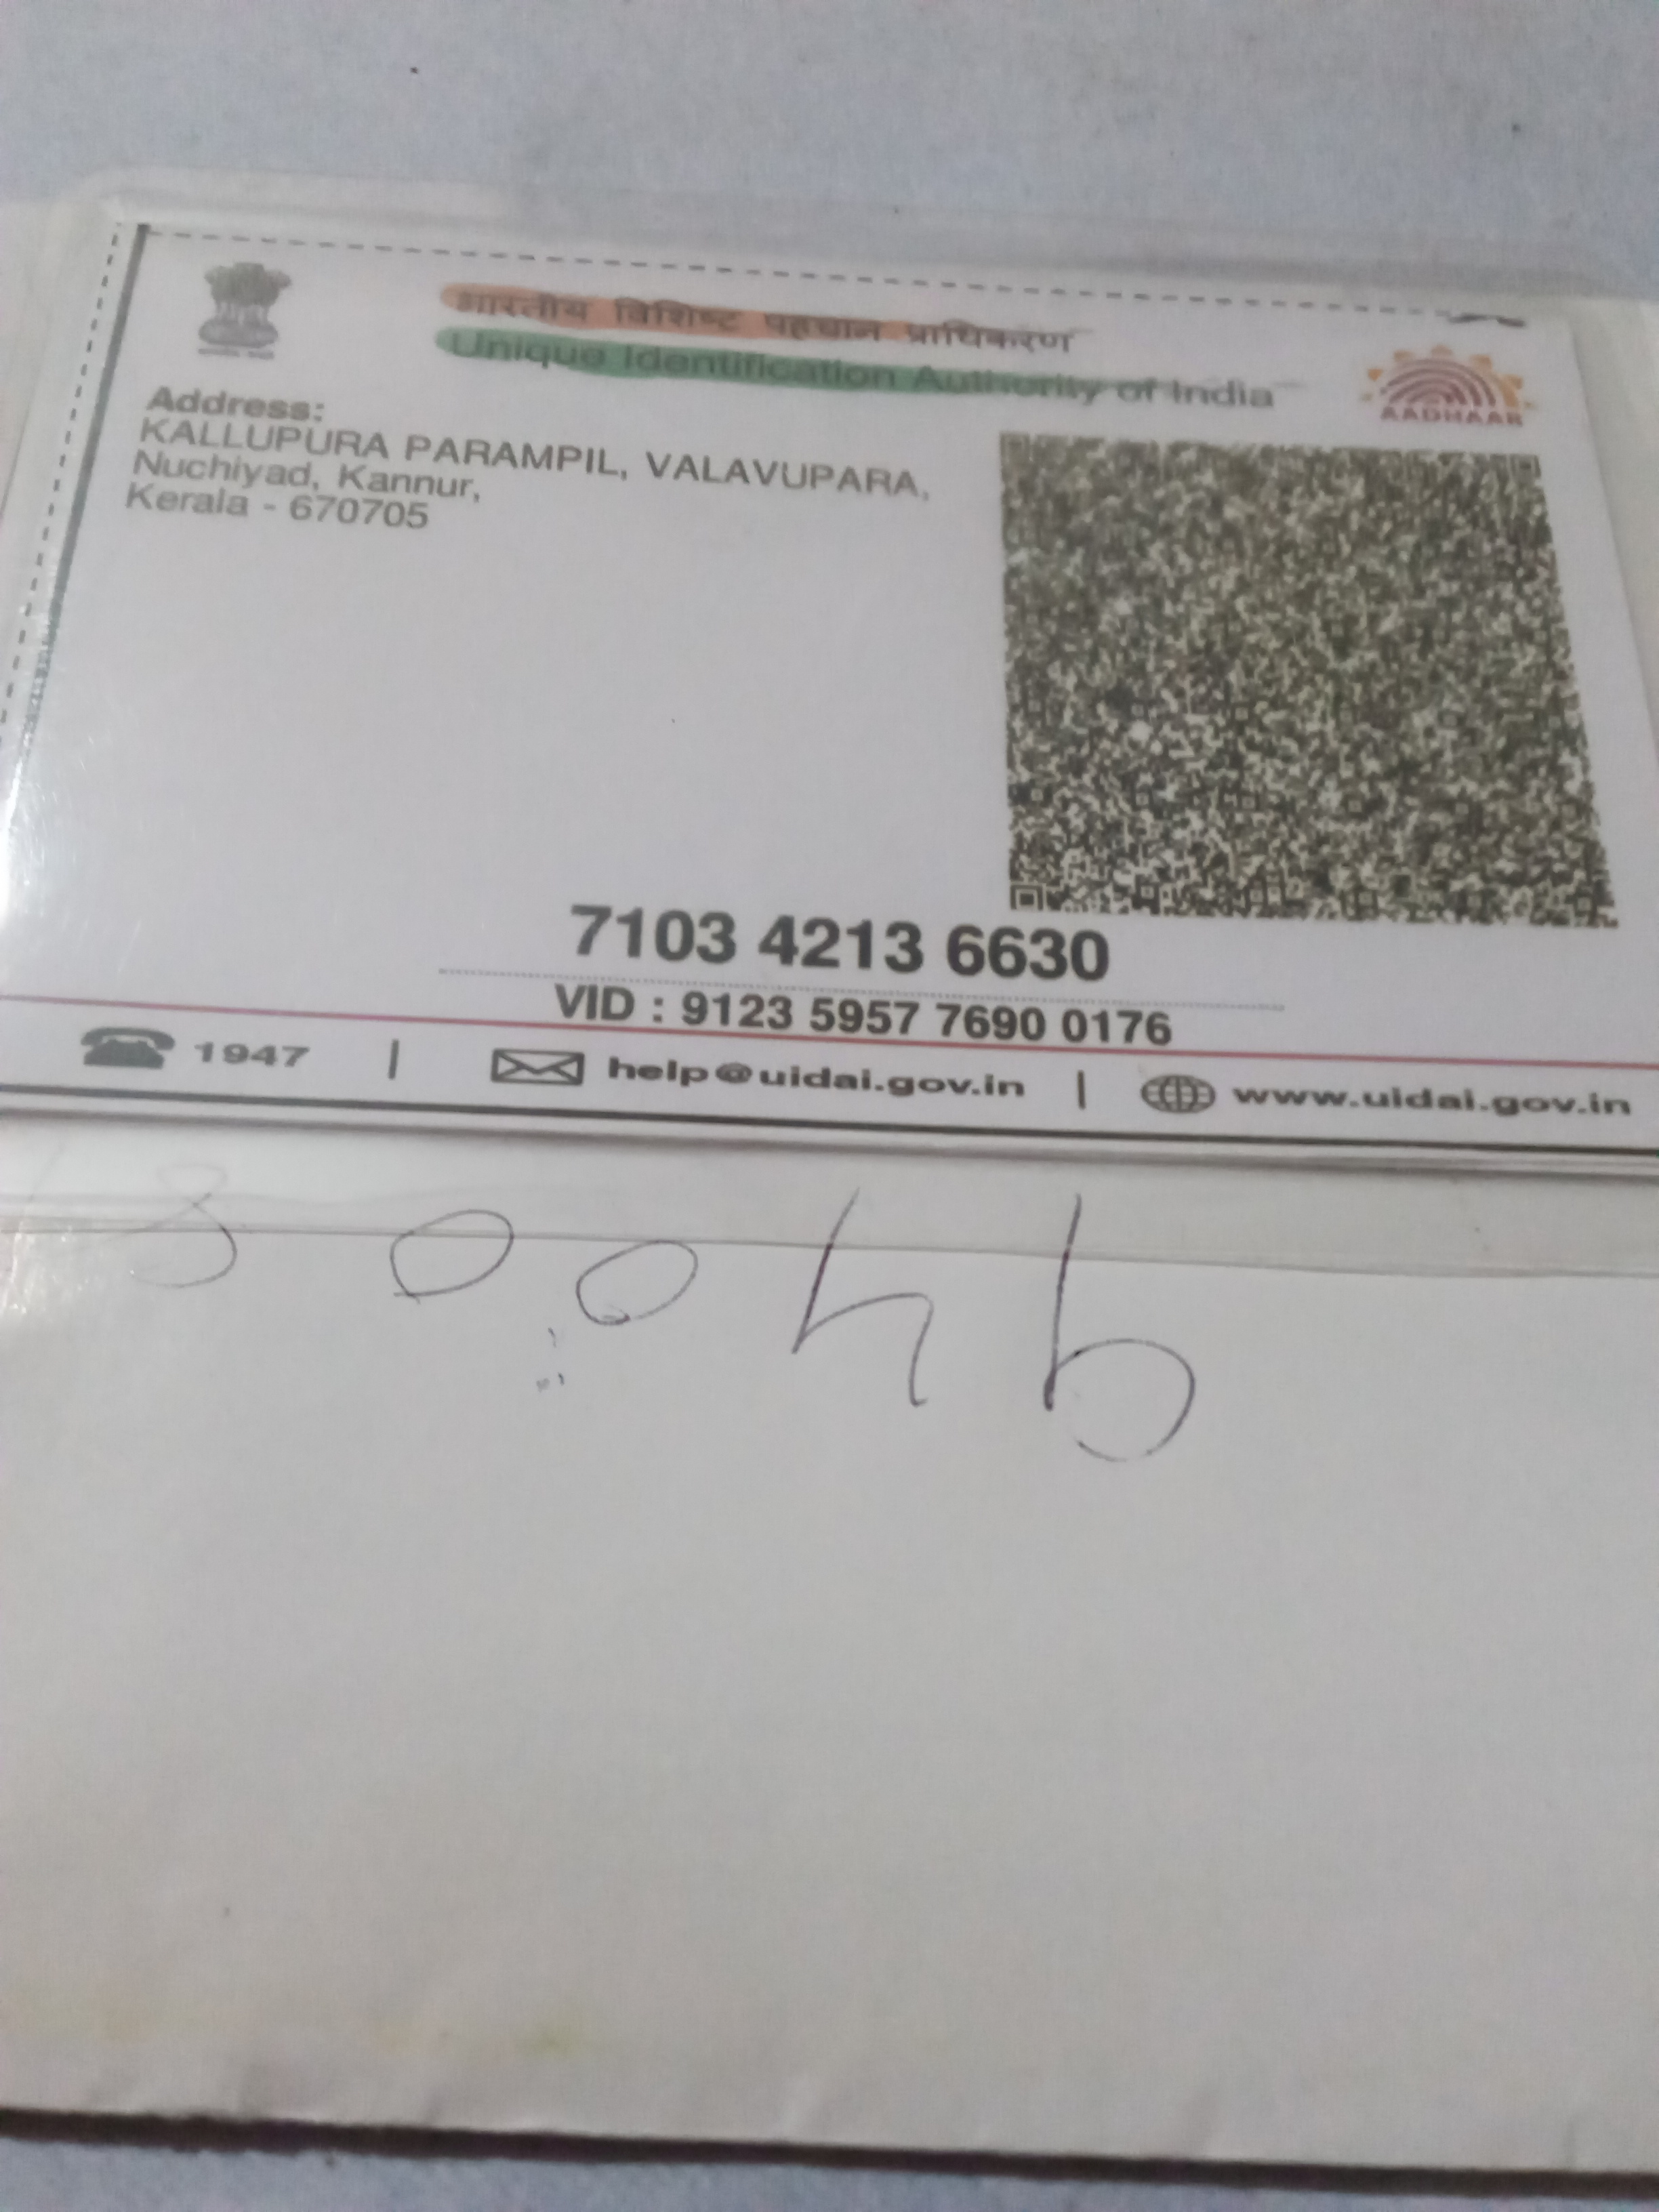 भारतीय विशिष्ट पहचान प्राधिकरण
Unique Identification Authority of India
AADHAAR
Address:
KALLUPURA PARAMPIL, VALAVUPARA,
Nuchiyad, Kannur,
Kerala - 670705
7103 4213 6630
VID : 9123 5957 7690 0176
1947 | help@uidai.gov.in | www.uidai.gov.in